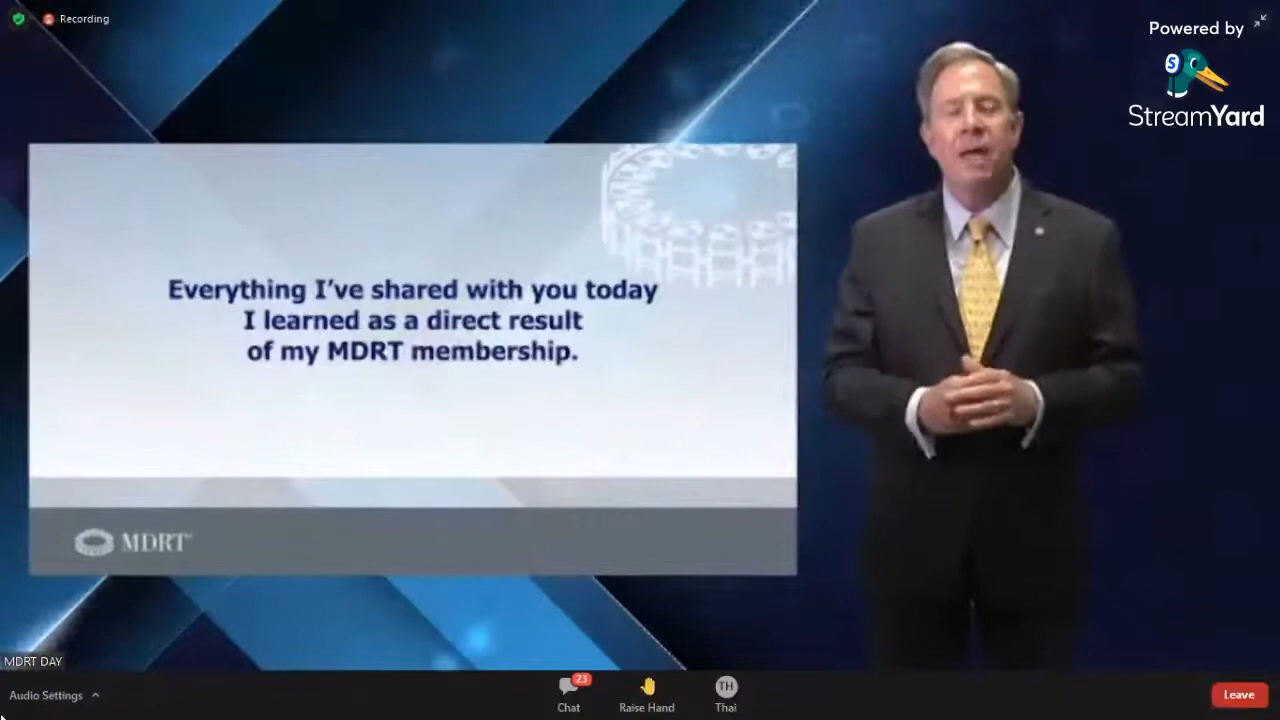 Recording
Powered by
S
StreamYard
Everything I've shared with you today
I learned as a direct result
of my MDRT membership.
MDRT
MDRT DAY
Audio Settings
23
Chat
Raise Hand
TH
Thai
Leave